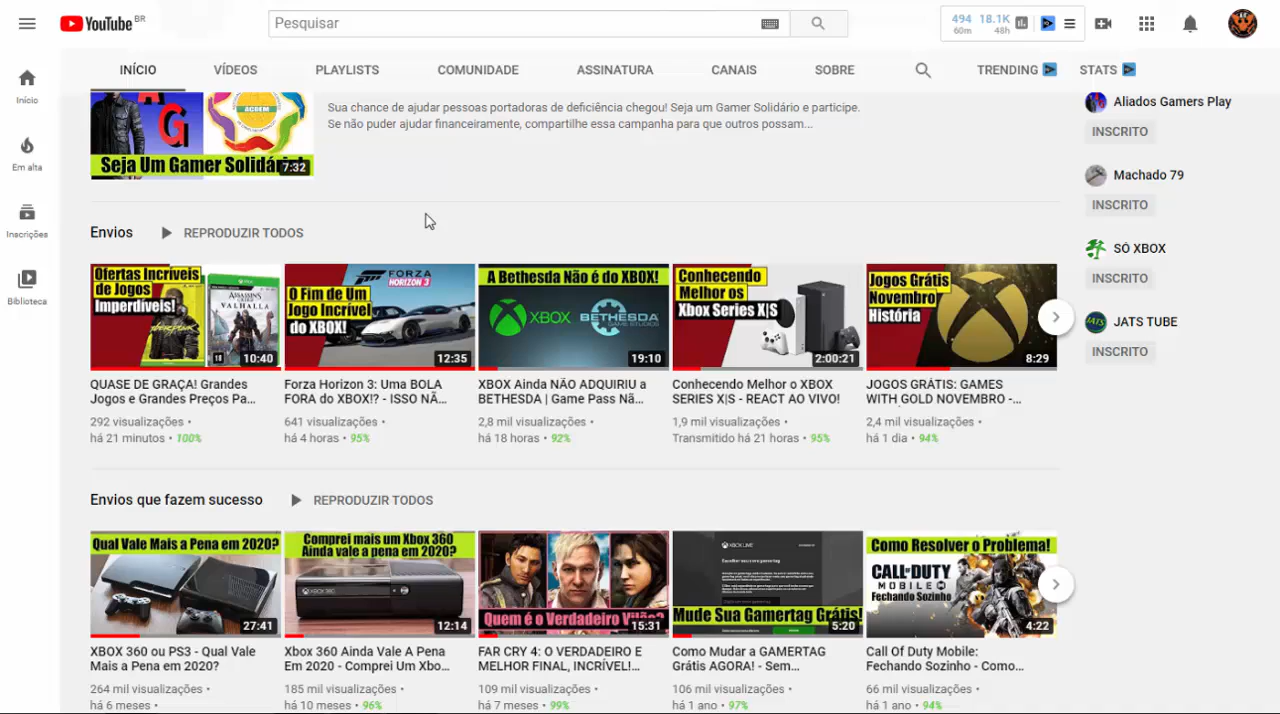 YouTube BR
Pesquisar
494 18.1K
60m 48h
INÍCIO VÍDEOS PLAYLISTS COMUNIDADE ASSINATURA CANAIS SOBRE TRENDING STATS
Início
Em alta
Inscrições
Biblioteca
AG
ACDEM
Seja Um Gamer Solidário!
7:32
Sua chance de ajudar pessoas portadoras de deficiência chegou! Seja um Gamer Solidário e participe.
Se não puder ajudar financeiramente, compartilhe essa campanha para que outros possam...
Aliados Gamers Play
INSCRITO
Machado 79
INSCRITO
SÓ XBOX
INSCRITO
JATS TUBE
INSCRITO
Envios REPRODUZIR TODOS
Ofertas Incríveis
de Jogos
Imperdíveis!
ASSASSIN'S CREED
VALHALLA
10:40
QUASE DE GRAÇA! Grandes
Jogos e Grandes Preços Pa...
292 visualizações •
há 21 minutos • 100%
FORZA
HORIZON 3
O Fim de Um
Jogo Incrível
do XBOX!
12:35
Forza Horizon 3: Uma BOLA
FORA do XBOX!? - ISSO NÃ...
641 visualizações •
há 4 horas • 95%
A Bethesda Não é do XBOX!
XBOX BETHESDA
GAME STUDIOS
19:10
XBOX Ainda NÃO ADQUIRIU a
BETHESDA | Game Pass Nã...
2,8 mil visualizações •
há 18 horas • 92%
Conhecendo
Melhor os
Xbox Series X|S
2:00:21
Conhecendo Melhor o XBOX
SERIES X|S - REACT AO VIVO!
1,9 mil visualizações •
Transmitido há 21 horas • 95%
Jogos Grátis
Novembro
História
8:29
JOGOS GRÁTIS: GAMES
WITH GOLD NOVEMBRO -...
2,4 mil visualizações •
há 1 dia • 94%
Envios que fazem sucesso REPRODUZIR TODOS
Qual Vale Mais a Pena em 2020?
27:41
XBOX 360 ou PS3 - Qual Vale
Mais a Pena em 2020?
264 mil visualizações •
há 6 meses •
Comprei mais um Xbox 360
Ainda vale a pena em 2020?
12:14
Xbox 360 Ainda Vale A Pena
Em 2020 - Comprei Um Xbo...
185 mil visualizações •
há 10 meses • 96%
Quem é o Verdadeiro Vilão?
15:31
FAR CRY 4: O VERDADEIRO E
MELHOR FINAL, INCRÍVEL!...
109 mil visualizações •
há 7 meses • 99%
XBOX LIVE
Mude Sua Gamertag Grátis!
5:20
Como Mudar a GAMERTAG
Grátis AGORA! - Sem...
106 mil visualizações •
há 1 ano • 97%
Como Resolver o Problema!
CALL OF DUTY
MOBILE
Fechando Sozinho
4:22
Call Of Duty Mobile:
Fechando Sozinho - Como...
66 mil visualizações •
há 1 ano • 94%